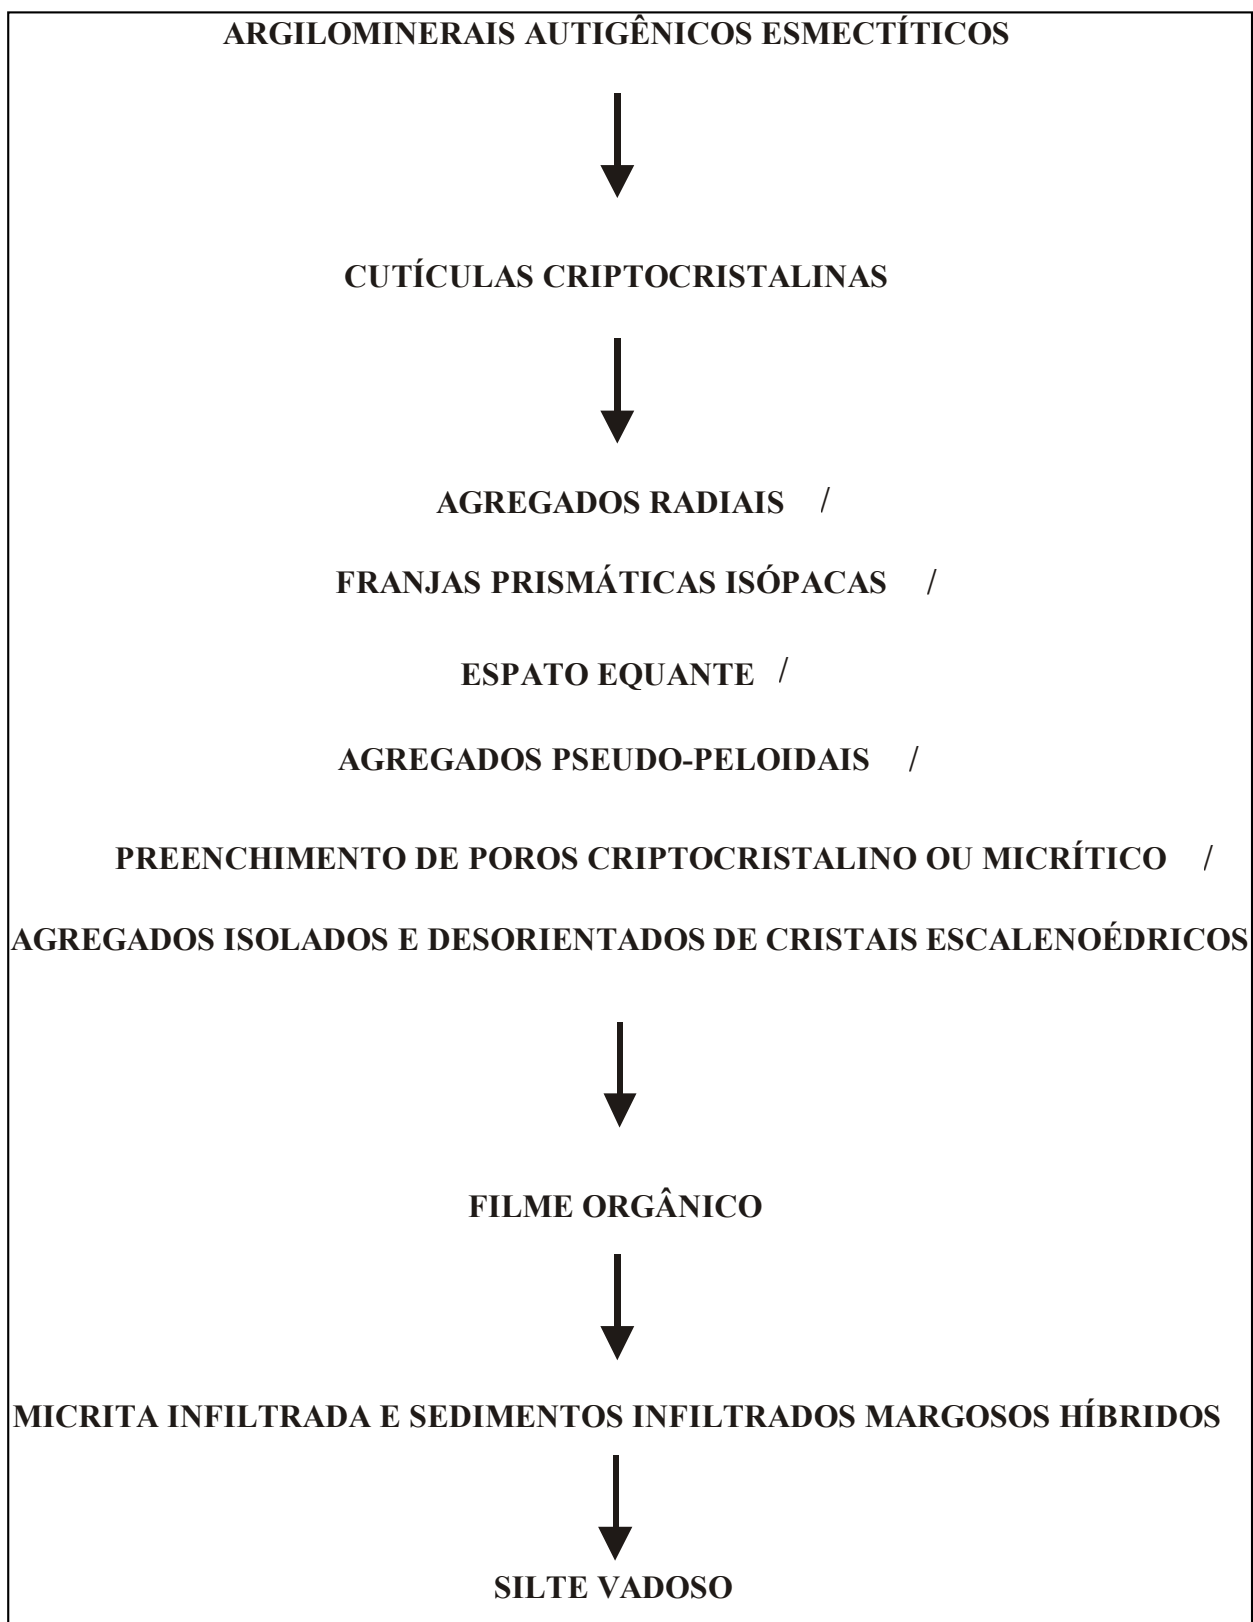 ARGILOMINERAIS AUTIGÊNICOS ESMECTÍTICOS
CUTÍCULAS CRIPTOCRISTALINAS
AGREGADOS RADIAIS /
FRANJAS PRISMÁTICAS ISÓPACAS /
ESPATO EQUANTE /
AGREGADOS PSEUDO-PELOIDAIS /
PREENCHIMENTO DE POROS CRIPTOCRISTALINO OU MICRÍTICO /
AGREGADOS ISOLADOS E DESORIENTADOS DE CRISTAIS ESCALENOÉDRICOS
FILME ORGÂNICO
MICRITA INFILTRADA E SEDIMENTOS INFILTRADOS MARGOSOS HÍBRIDOS
SILTE VADOSO